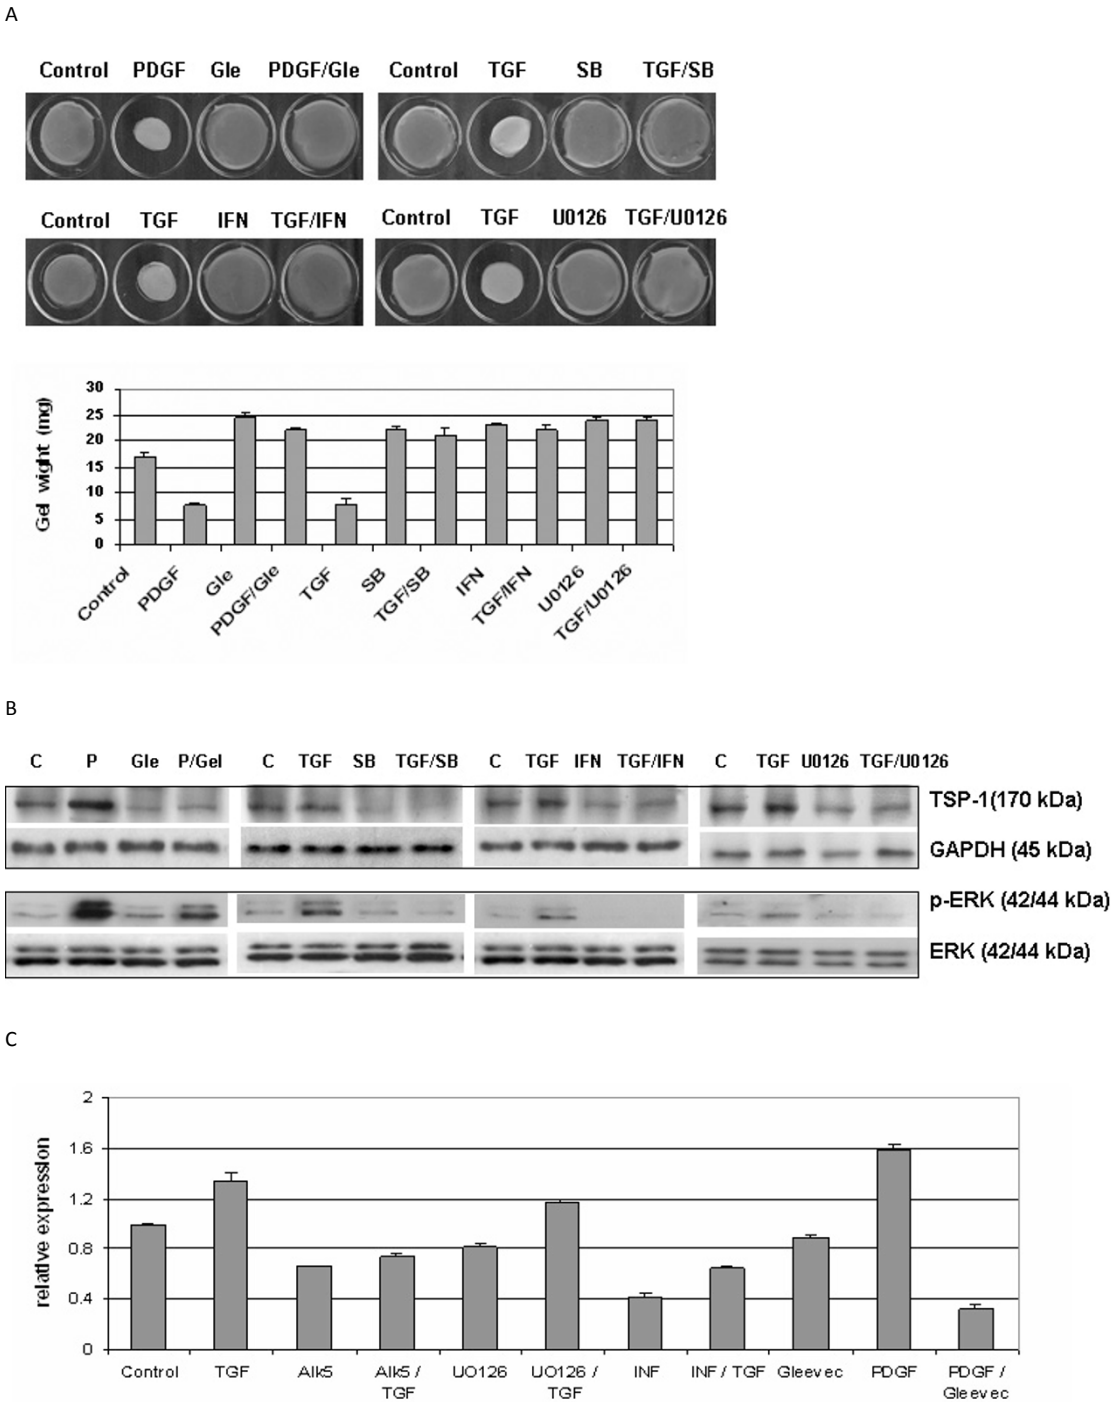 A
Control PDGF Gle PDGF/Gle Control TGF SB TGF/SB
Control TGF IFN TGF/IFN Control TGF U0126 TGF/U0126
Gel wight (mg)
30
25
20
15
10
5
0
Control PDGF Gle PDGF/Gle TGF SB TGF/SB IFN TGF/IFN U0126 TGF/U0126
B
C P Gle P/Gel C TGF SB TGF/SB C TGF IFN TGF/IFN C TGF U0126 TGF/U0126
TSP-1(170 kDa)
GAPDH (45 kDa)
p-ERK (42/44 kDa)
ERK (42/44 kDa)
C
relative expression
2
1.6
1.2
0.8
0.4
0
Control TGF Alk5 Alk5 / TGF UO126 UO126 / TGF INF INF / TGF Gleevec PDGF PDGF / Gleevec